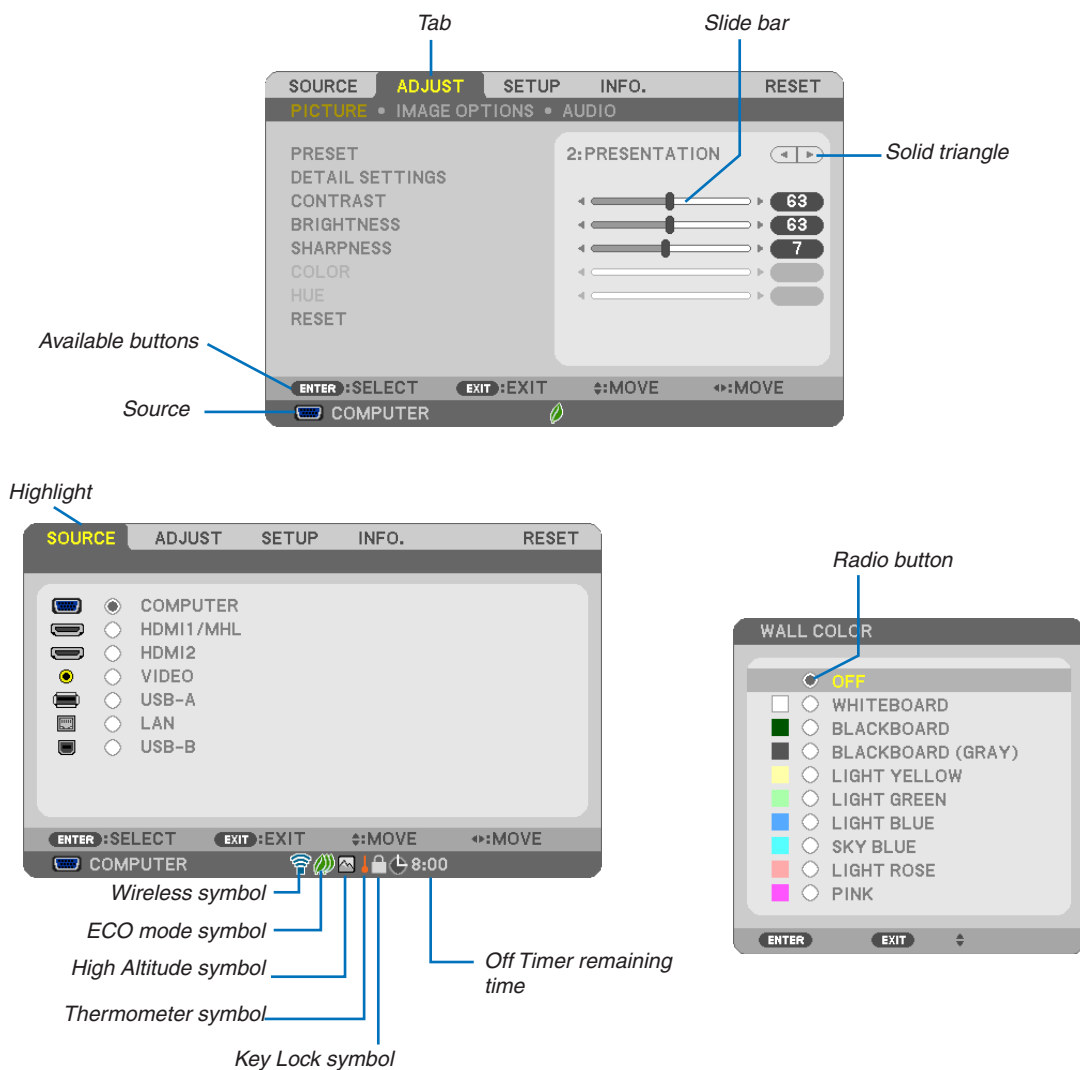 Tab
Slide bar
SOURCE ADJUST SETUP INFO. RESET
PICTURE • IMAGE OPTIONS • AUDIO
PRESET 2:PRESENTATION
Solid triangle
DETAIL SETTINGS
CONTRAST 63
BRIGHTNESS 63
SHARPNESS 7
COLOR
HUE
RESET
Available buttons
ENTER:SELECT EXIT:EXIT :MOVE :MOVE
Source
COMPUTER
Highlight
SOURCE ADJUST SETUP INFO. RESET
COMPUTER
HDMI1/MHL
HDMI2
VIDEO
USB-A
LAN
USB-B
ENTER:SELECT EXIT:EXIT :MOVE :MOVE
COMPUTER 8:00
Wireless symbol
ECO mode symbol
High Altitude symbol
Thermometer symbol
Key Lock symbol
Off Timer remaining
time
Radio button
WALL COLOR
OFF
WHITEBOARD
BLACKBOARD
BLACKBOARD (GRAY)
LIGHT YELLOW
LIGHT GREEN
LIGHT BLUE
SKY BLUE
LIGHT ROSE
PINK
ENTER EXIT